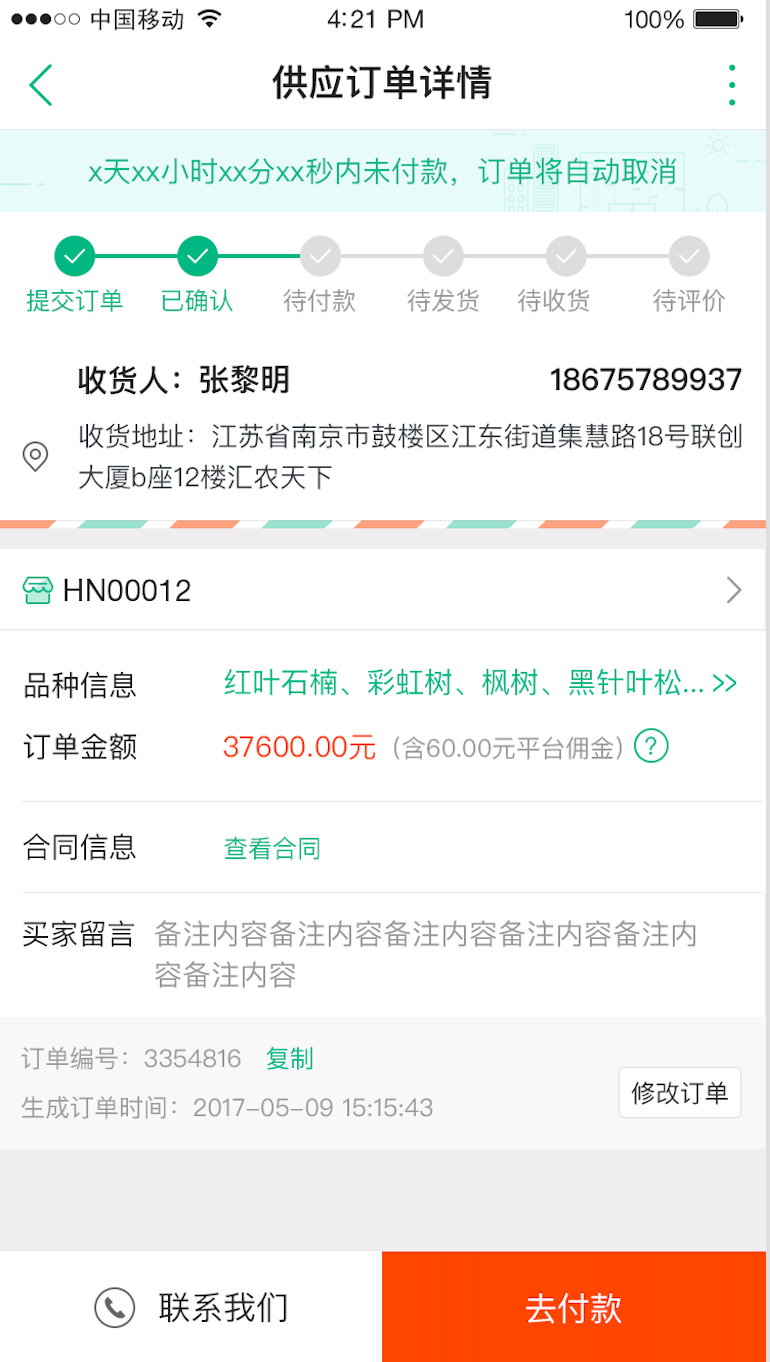 中国移动 4:21 PM 100%
供应订单详情
x天xx小时xx分xx秒内未付款，订单将自动取消
提交订单 已确认 待付款 待发货 待收货 待评价
收货人：张黎明 18675789937
收货地址：江苏省南京市鼓楼区江东街道集慧路18号联创
大厦b座12楼汇农天下
HN00012
品种信息 红叶石楠、彩虹树、枫树、黑针叶松... >>
订单金额 37600.00元（含60.00元平台佣金） ?
合同信息 查看合同
买家留言 备注内容备注内容备注内容备注内容备注内
容备注内容
订单编号：3354816 复制
生成订单时间：2017-05-09 15:15:43
修改订单
联系我们 去付款